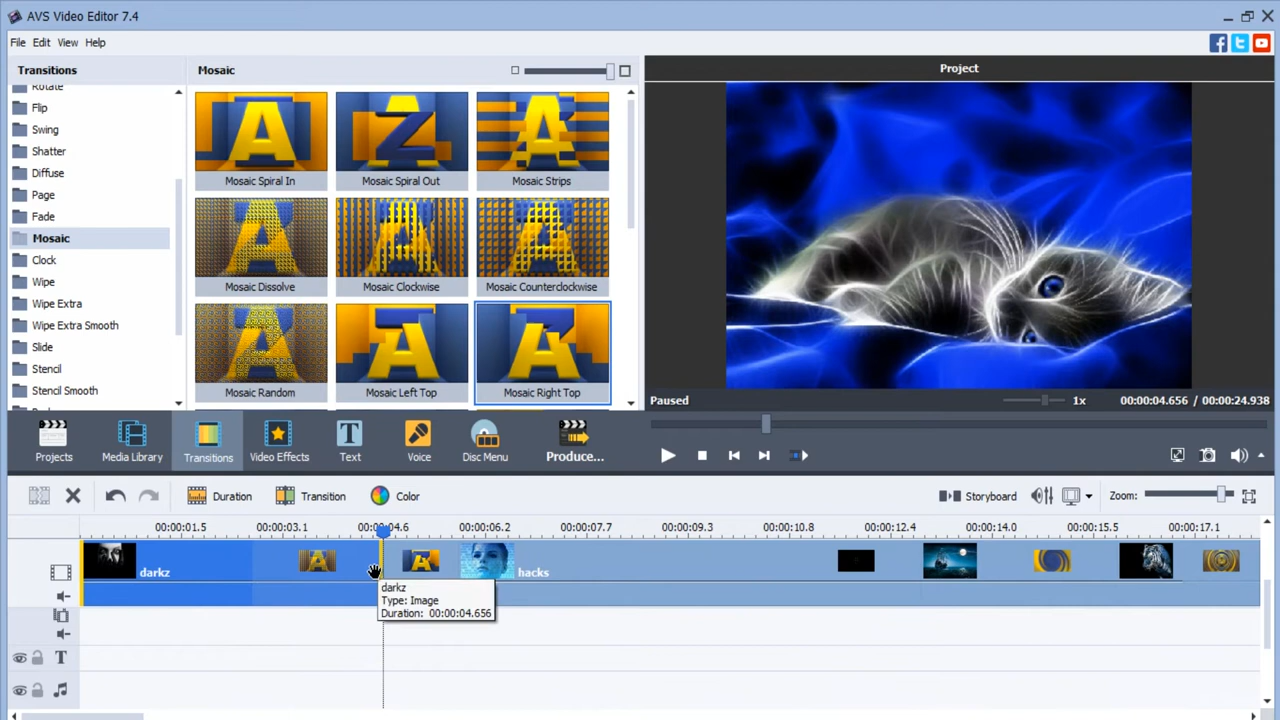 AVS Video Editor 7.4
File Edit View Help
Transitions
Mosaic
Project
Rotate
Flip
Swing
Shatter
Diffuse
Page
Fade
Mosaic
Clock
Wipe
Wipe Extra
Wipe Extra Smooth
Slide
Stencil
Stencil Smooth
Mosaic Spiral In
Mosaic Spiral Out
Mosaic Strips
Mosaic Dissolve
Mosaic Clockwise
Mosaic Counterclockwise
Mosaic Random
Mosaic Left Top
Mosaic Right Top
Paused
1x
00:00:04.656 / 00:00:24.938
Projects
Media Library
Transitions
Video Effects
Text
Voice
Disc Menu
Produce...
Duration
Transition
Color
Storyboard
Zoom:
00:00:01.5 00:00:03.1 00:00:04.6 00:00:06.2 00:00:07.7 00:00:09.3 00:00:10.8 00:00:12.4 00:00:14.0 00:00:15.5 00:00:17.1
darkz
hacks
darkz
Type: Image
Duration: 00:00:04.656